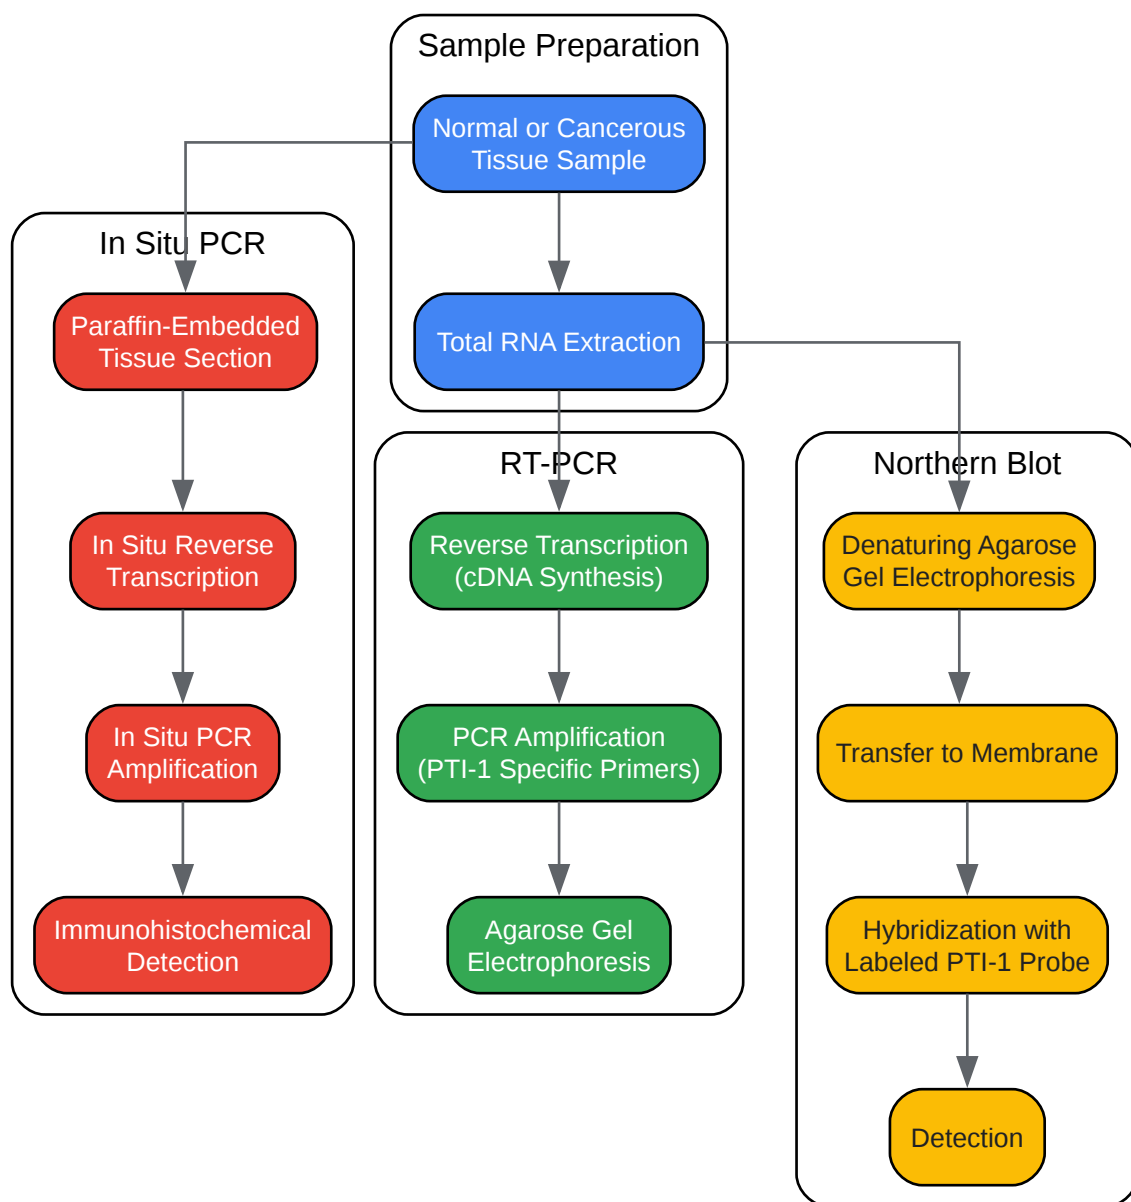 Sample Preparation
Normal or Cancerous
Tissue Sample
Total RNA Extraction
In Situ PCR
Paraffin-Embedded
Tissue Section
In Situ Reverse
Transcription
In Situ PCR
Amplification
Immunohistochemical
Detection
RT-PCR
Reverse Transcription
(cDNA Synthesis)
PCR Amplification
(PTI-1 Specific Primers)
Agarose Gel
Electrophoresis
Northern Blot
Denaturing Agarose
Gel Electrophoresis
Transfer to Membrane
Hybridization with
Labeled PTI-1 Probe
Detection